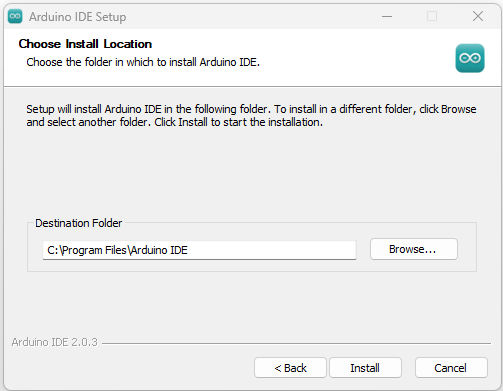 Arduino IDE Setup
Choose Install Location
Choose the folder in which to install Arduino IDE.
Setup will install Arduino IDE in the following folder. To install in a different folder, click Browse
and select another folder. Click Install to start the installation.
Destination Folder
C:\Program Files\Arduino IDE
Browse...
Arduino IDE 2.0.3
< Back
Install
Cancel